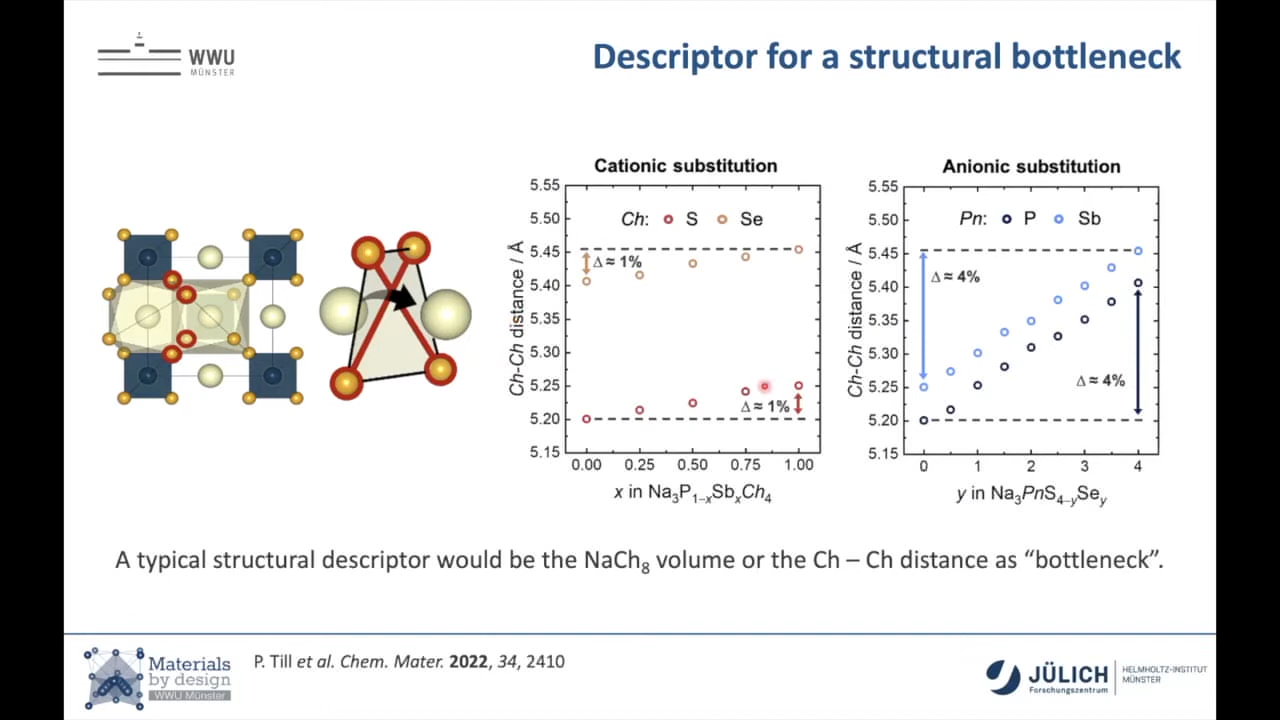 WWU
MÜNSTER
Descriptor for a structural bottleneck
Cationic substitution
Ch-Ch distance / Å
5.55
5.50
5.45
5.40
5.35
5.30
5.25
5.20
5.15
Ch: S Se
Δ ≈ 1%
Δ ≈ 1%
0.00 0.25 0.50 0.75 1.00
x in Na₃P₁₋ₓSbₓCh₄
Anionic substitution
Ch-Ch distance / Å
5.55
5.50
5.45
5.40
5.35
5.30
5.25
5.20
5.15
Pn: P Sb
Δ ≈ 4%
Δ ≈ 4%
0 1 2 3 4
y in Na₃PnS₄₋ySey
A typical structural descriptor would be the NaCh₈ volume or the Ch – Ch distance as “bottleneck”.
Materials
by design
WWU Münster
P. Till et al. Chem. Mater. 2022, 34, 2410
JÜLICH
Forschungszentrum
HELMHOLTZ-INSTITUT
MÜNSTER